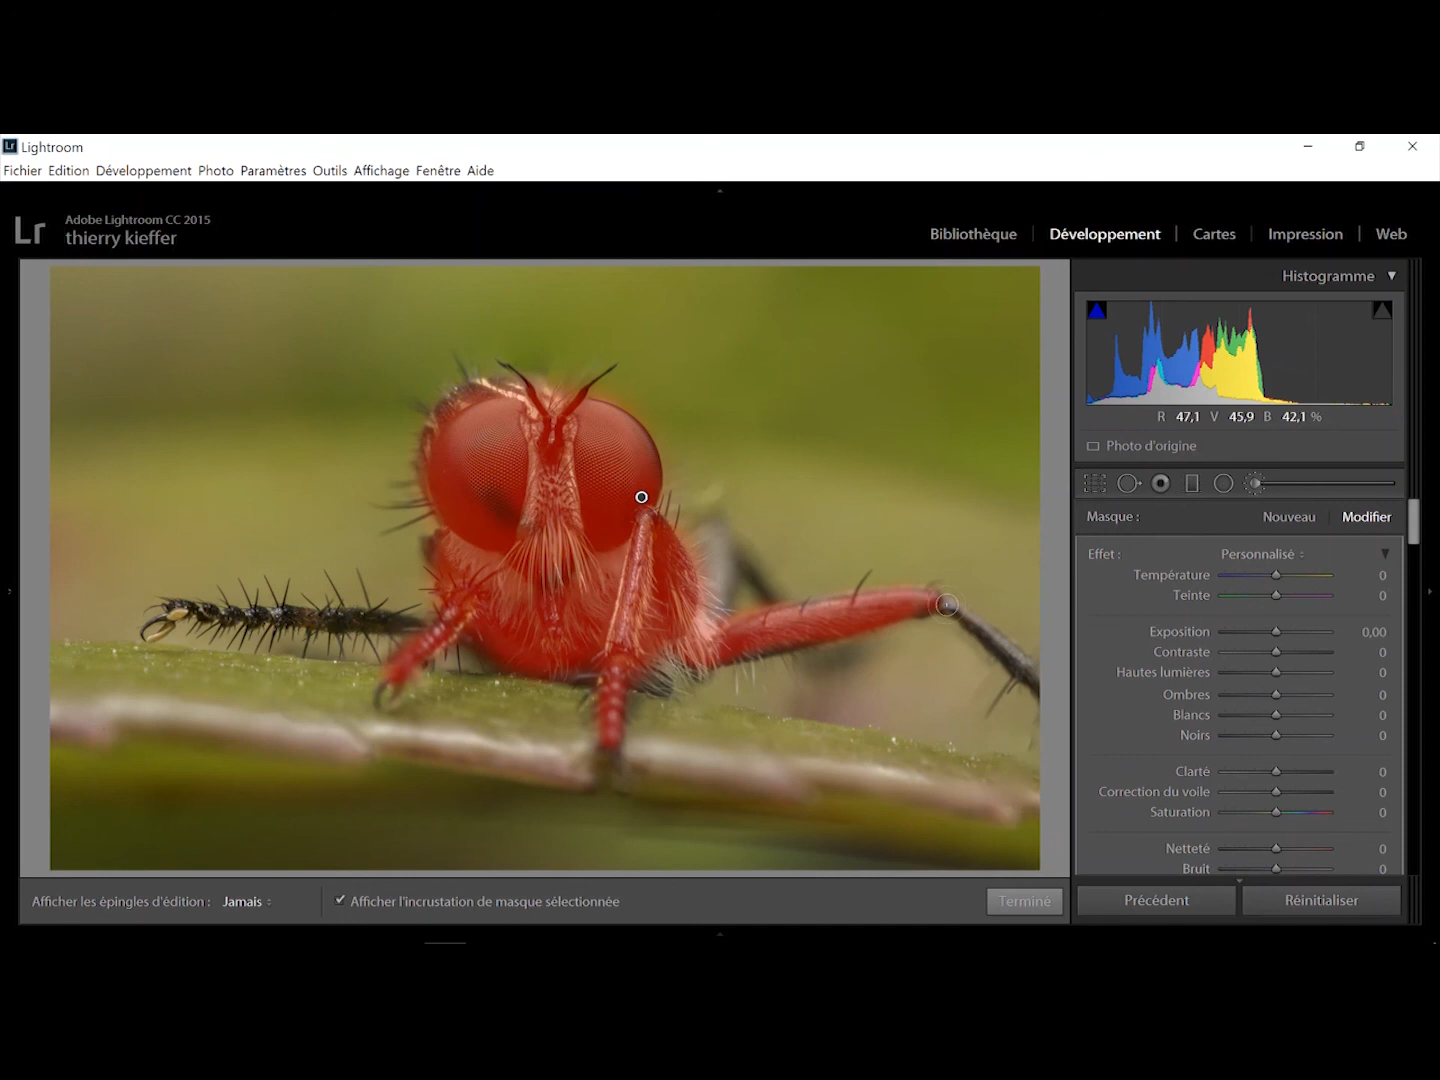 Lr Lightroom
Fichier Edition Développement Photo Paramètres Outils Affichage Fenêtre Aide
Lr Adobe Lightroom CC 2015
thierry kieffer
Bibliothèque | Développement | Cartes | Impression | Web
Histogramme
R 47,1 V 45,9 B 42,1 %
Photo d'origine
Masque : Nouveau Modifier
Effet : Personnalisé
Température 0
Teinte 0
Exposition 0,00
Contraste 0
Hautes lumières 0
Ombres 0
Blancs 0
Noirs 0
Clarté 0
Correction du voile 0
Saturation 0
Netteté 0
Bruit 0
Afficher les épingles d'édition : Jamais Afficher l'incrustation de masque sélectionnée Terminé
Précédent Réinitialiser